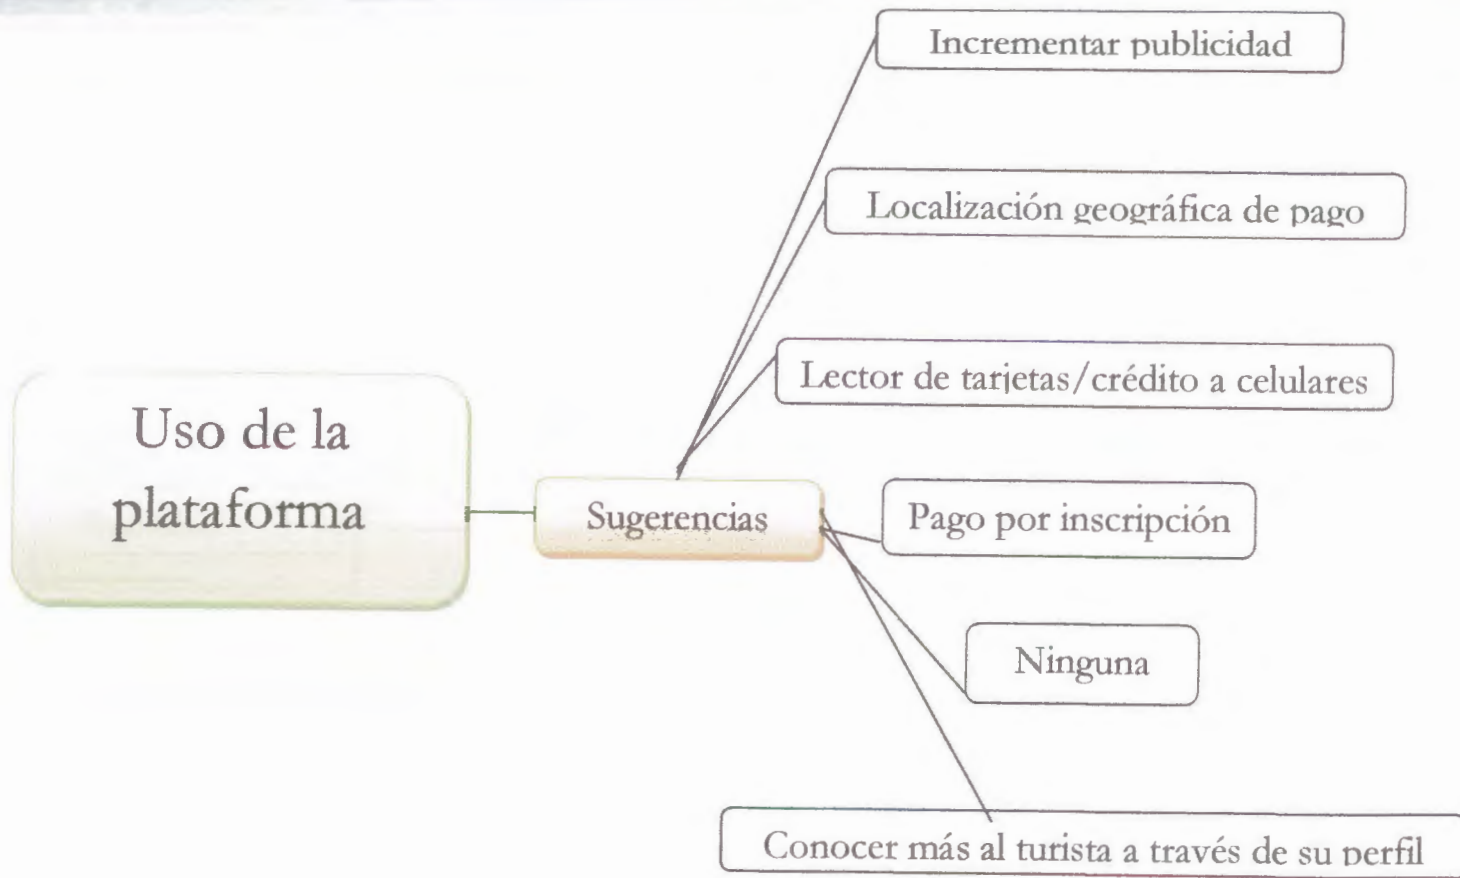 Incrementar publicidad
Localización geográfica de pago
Lector de tarjetas/crédito a celulares
Uso de la
plataforma
Sugerencias
Pago por inscripción
Ninguna
Conocer más al turista a través de su perfil